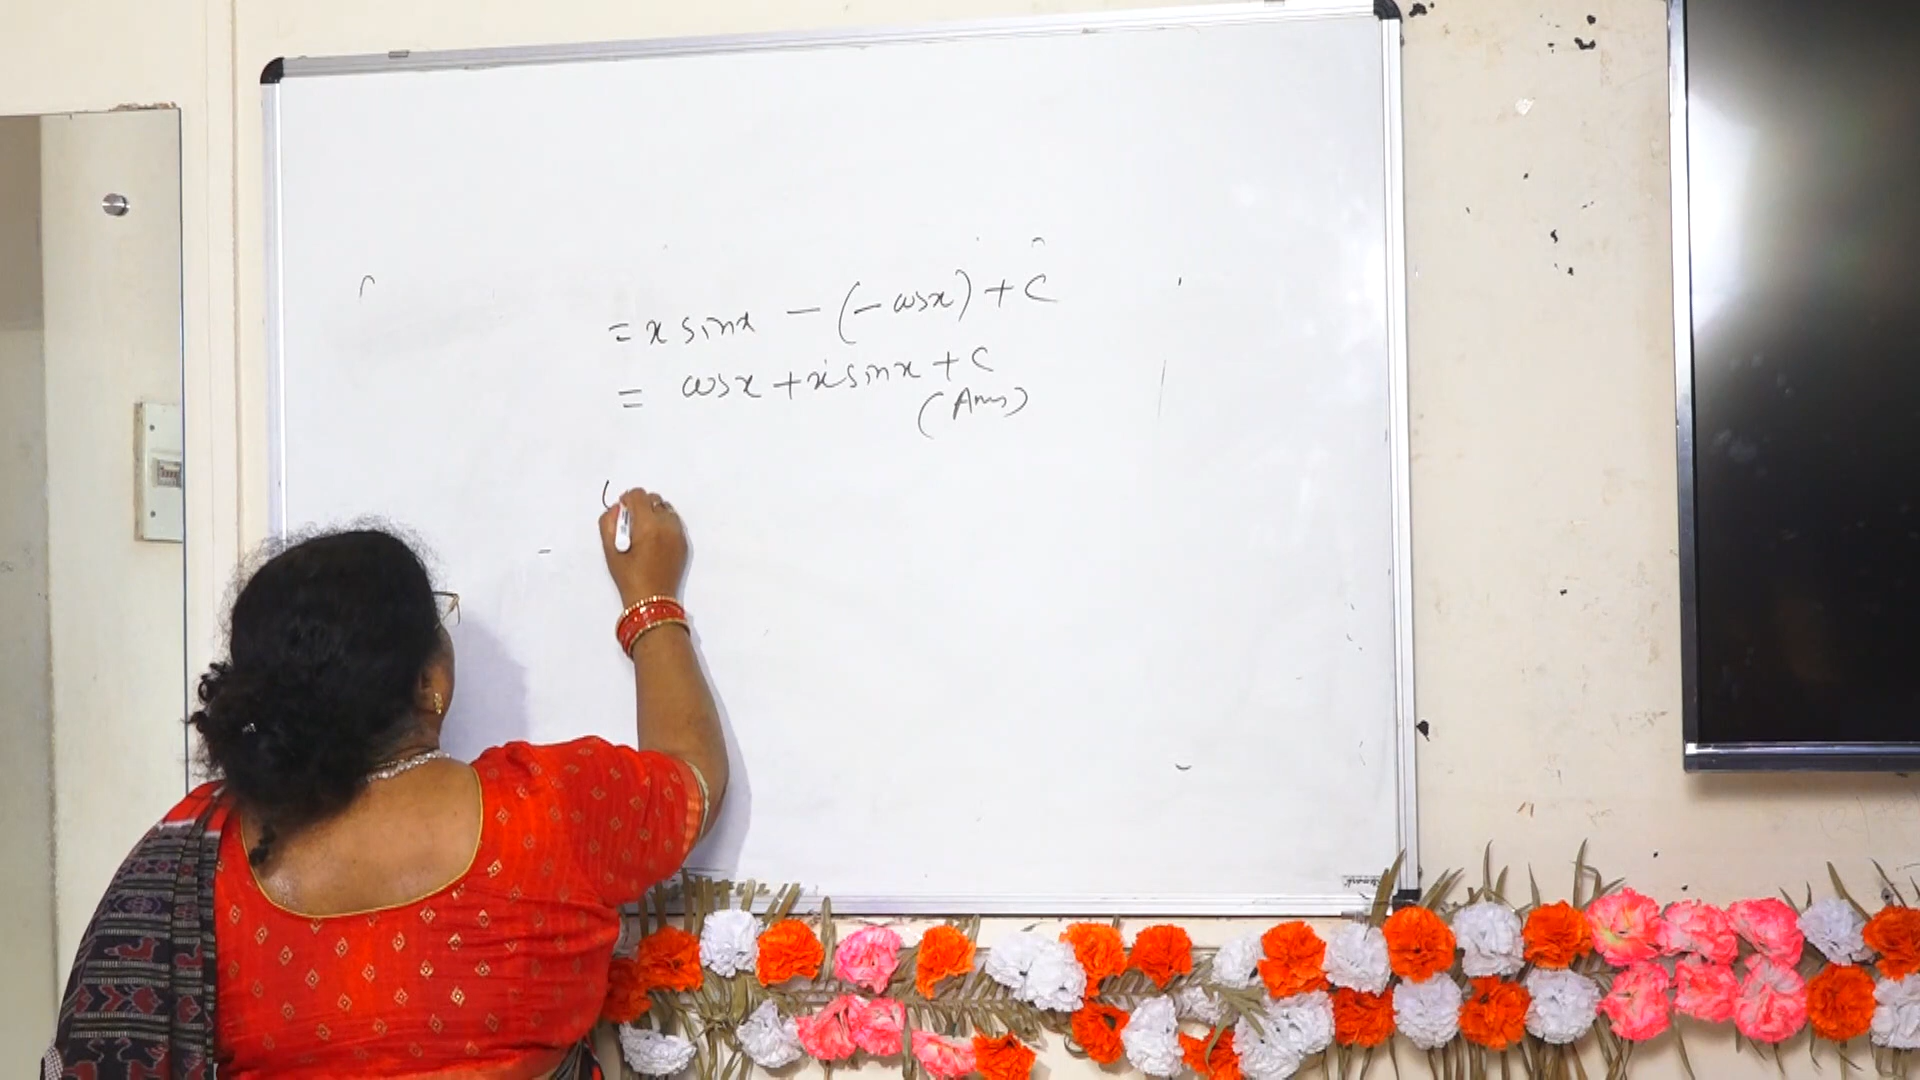 = x sinx - (- cosx) + C
= cosx + x sinx + C
(Ans)
(